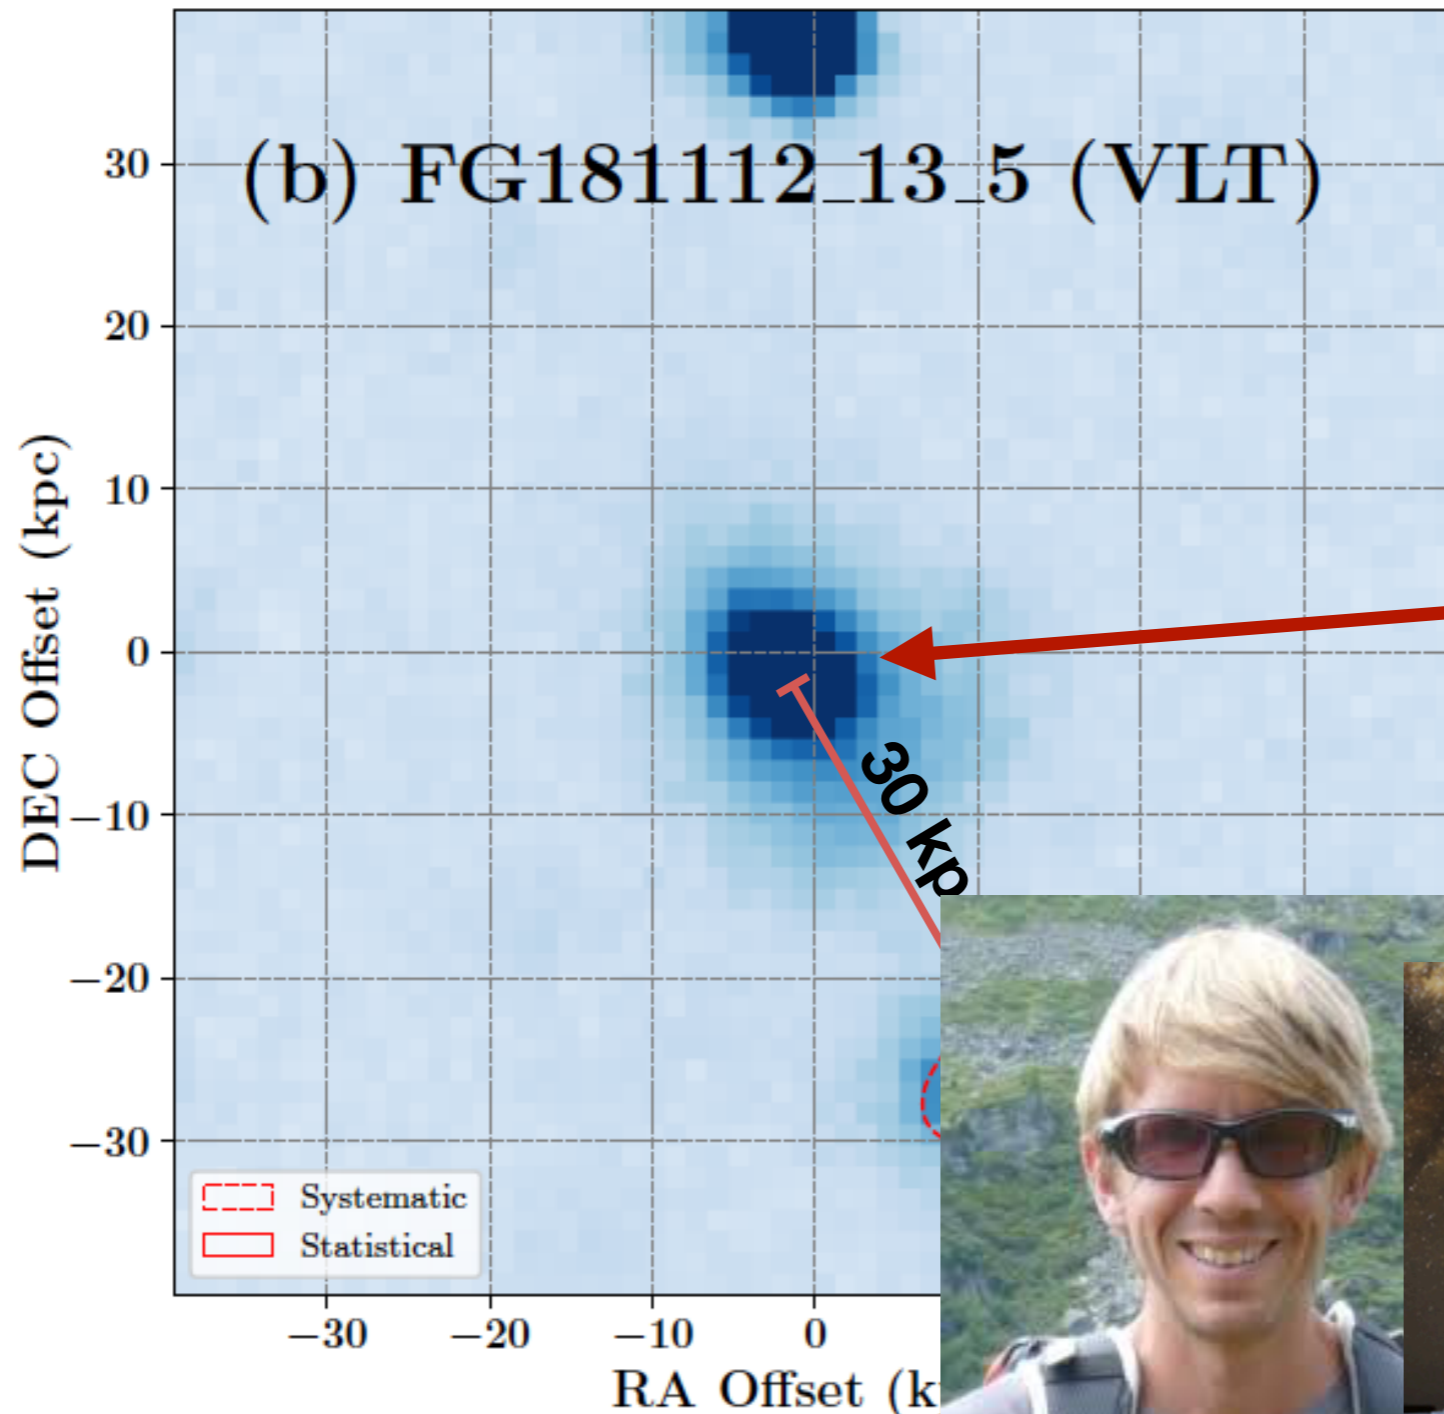 (b) FG181112_13_5 (VLT)
30
20
10
0
−10
−20
−30
DEC Offset (kpc)
30 kp
Systematic
Statistical
−30 −20 −10 0
RA Offset (k